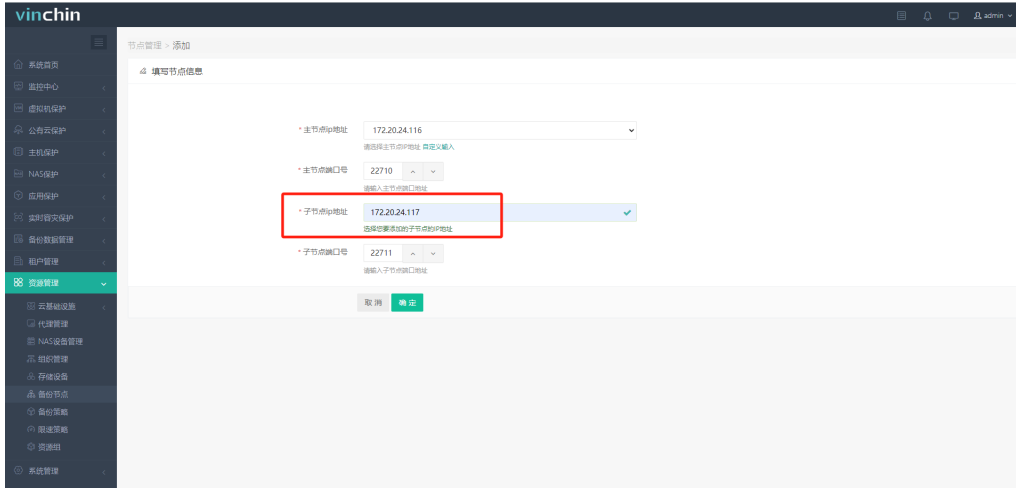 vinchin
admin
节点管理 > 添加
填写节点信息
系统首页
监控中心
虚拟机保护
公有云保护
主机保护
NAS保护
应用保护
实时容灾保护
备份数据管理
租户管理
资源管理
云基础设施
代理管理
NAS设备管理
组织管理
存储设备
备份节点
备份策略
限速策略
资源组
系统管理
* 主节点ip地址 172.20.24.116
请选择主节点IP地址 自定义输入
* 主节点端口号 22710
请输入主节点端口地址
* 子节点ip地址 172.20.24.117
选择您要添加的子节点的IP地址
* 子节点端口号 22711
请输入子节点端口地址
取消 确定